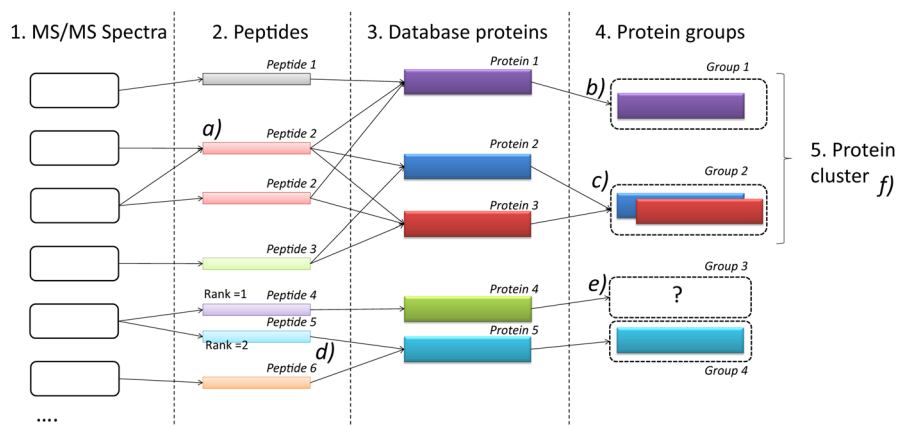 1. MS/MS Spectra
2. Peptides
3. Database proteins
4. Protein groups
Peptide 1
Protein 1
Group 1
a)
b)
Peptide 2
Protein 2
5. Protein
cluster f)
Peptide 2
Protein 3
c)
Group 2
Peptide 3
Rank =1
Peptide 4
Protein 4
e)
Group 3
?
Peptide 5
Rank =2
d)
Protein 5
Peptide 6
Group 4
....